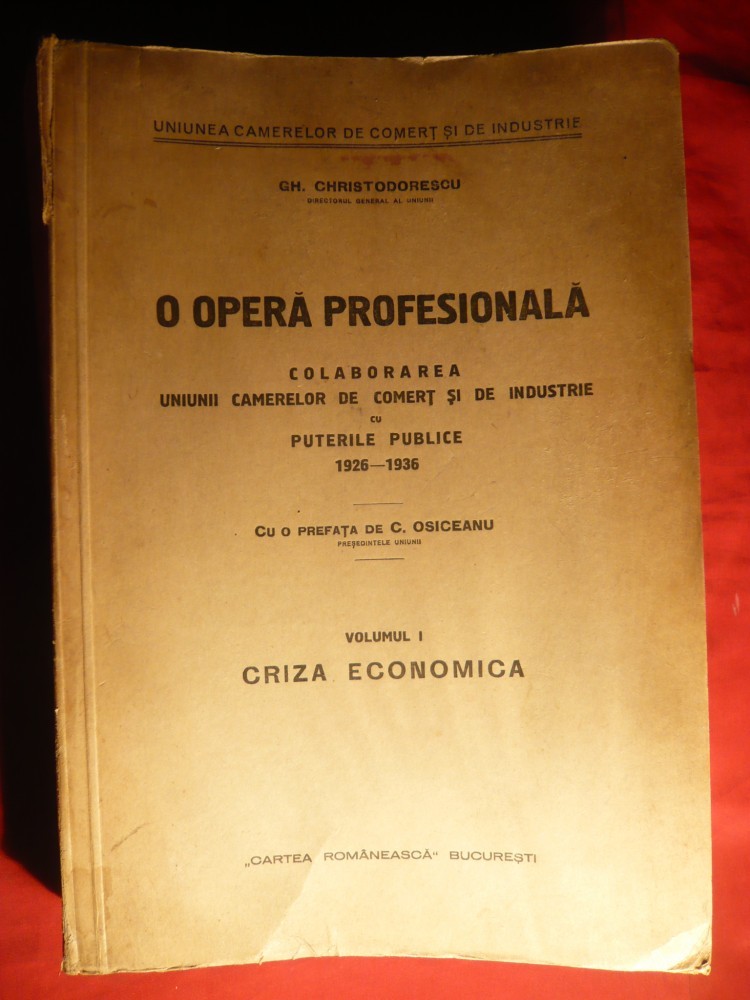 UNIUNEA CAMERELOR DE COMERȚ ȘI DE INDUSTRIE
GH. CHRISTODORESCU
DIRECTORUL GENERAL AL UNIUNII
O OPERĂ PROFESIONALĂ
COLABORAREA
UNIUNII CAMERELOR DE COMERȚ ȘI DE INDUSTRIE
CU
PUTERILE PUBLICE
1926—1936
CU O PREFAȚA DE C. OSICEANU
PREȘEDINTELE UNIUNII
VOLUMUL I
CRIZA ECONOMICA
„CARTEA ROMÂNEASCĂ“ BUCUREȘTI